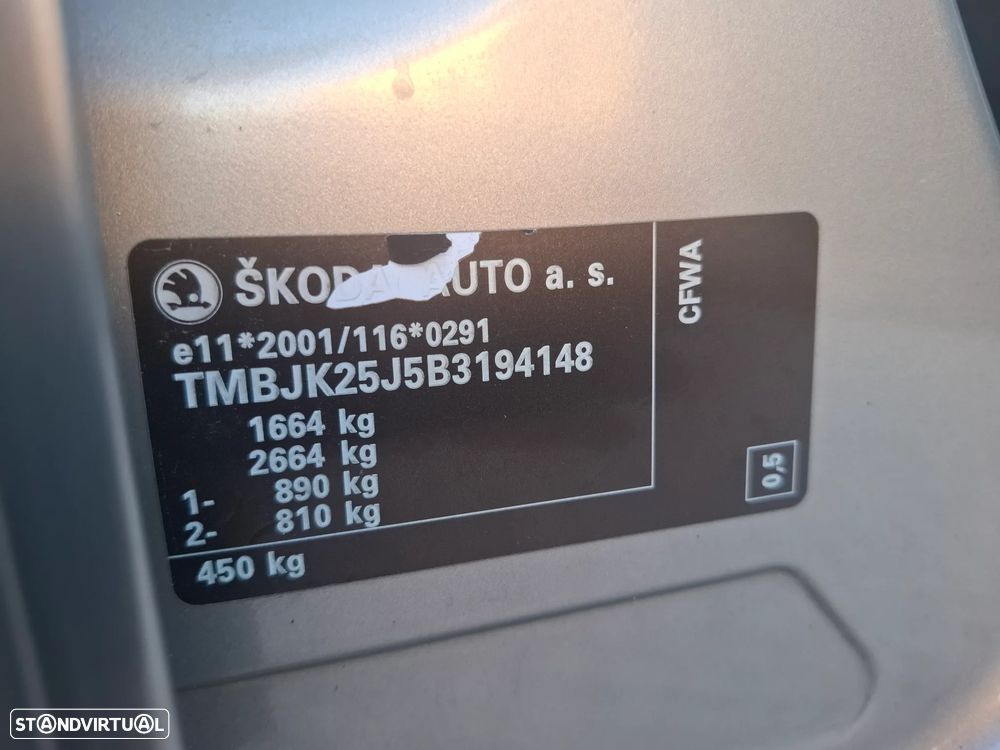 ŠKODA AUTO a. s.
e11*2001/116*0291
TMBJK25J5B3194148
1664 kg
2664 kg
1- 890 kg
2- 810 kg
450 kg
CFWA
0,5
STANDVIRTUAL